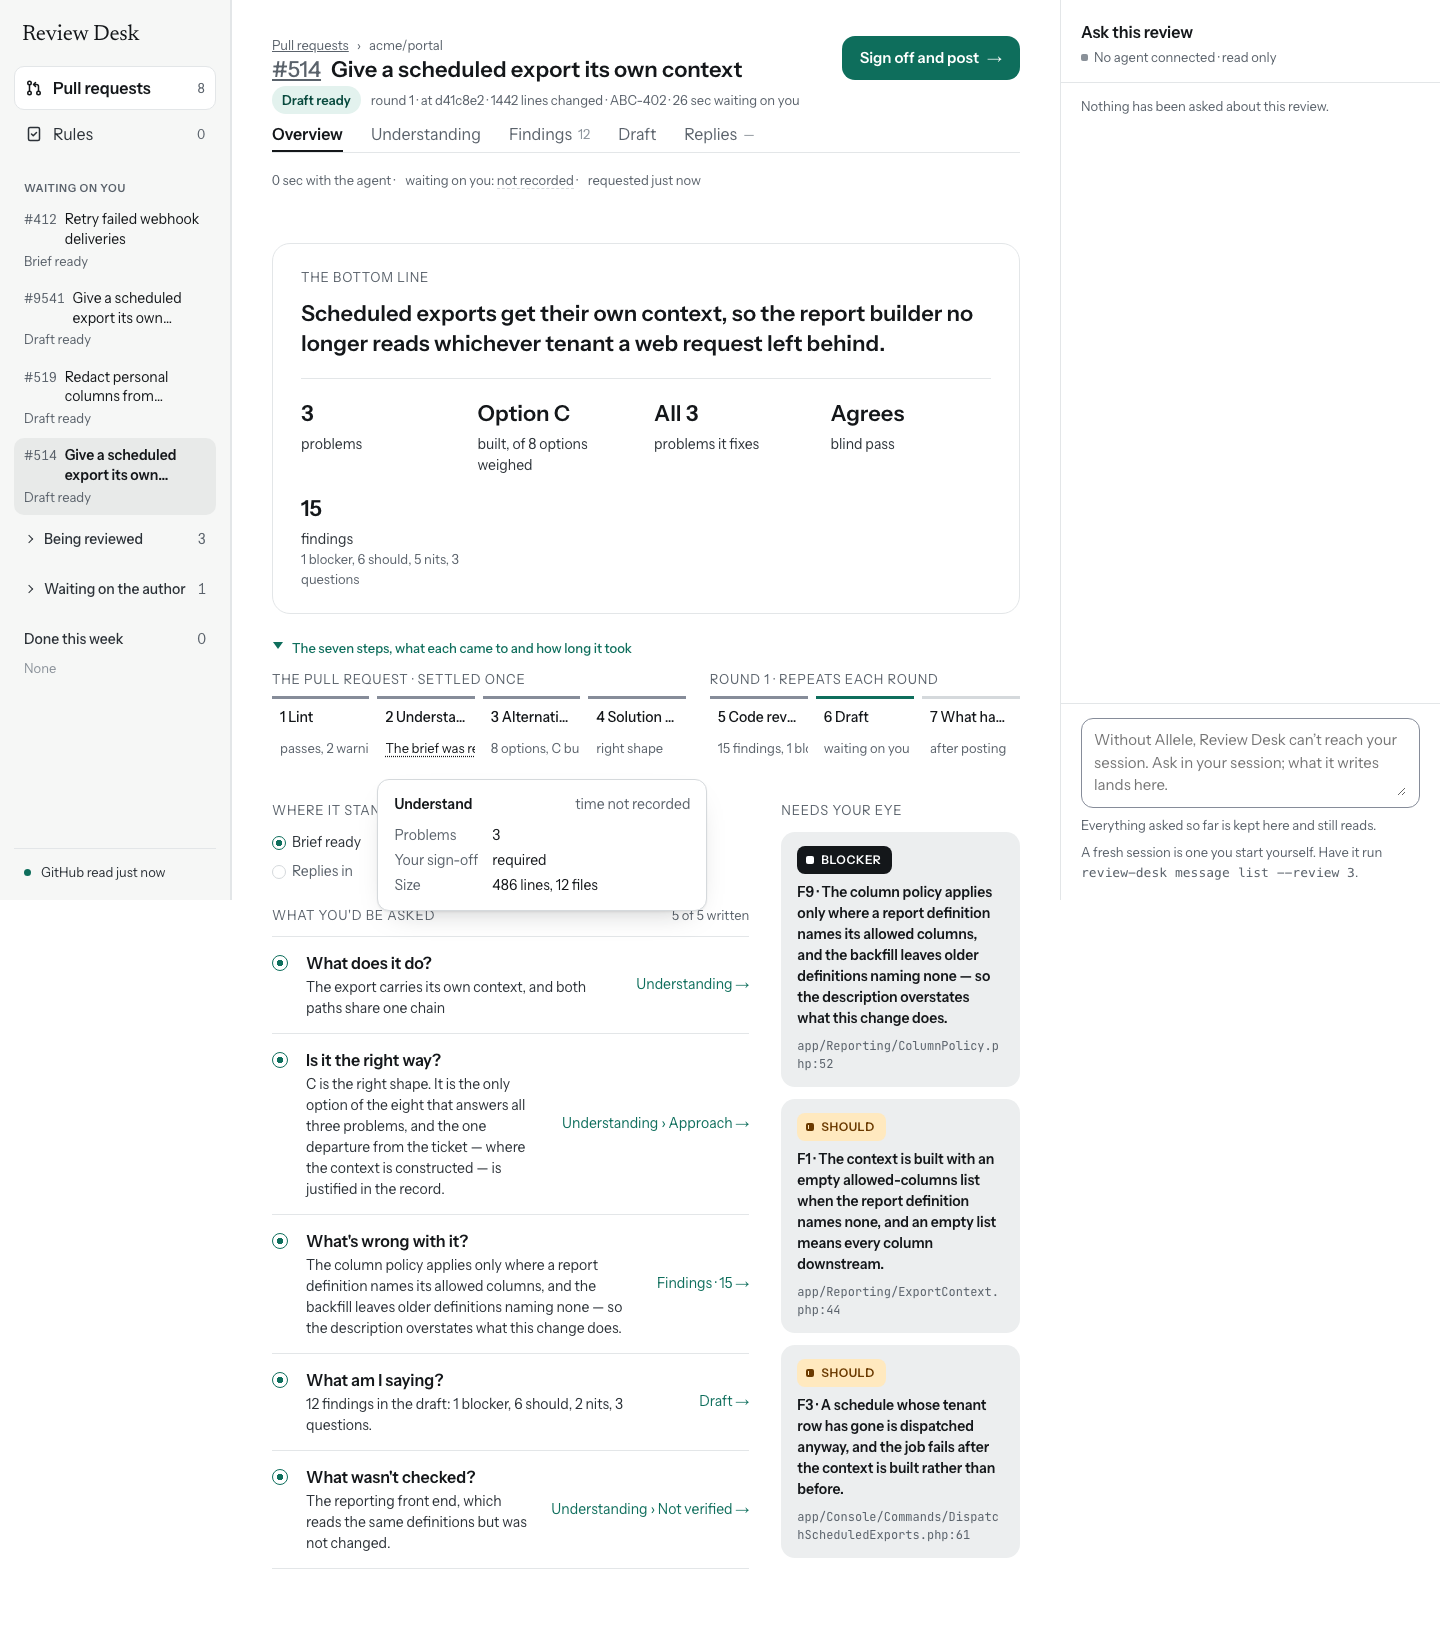 Review Desk
Pull requests 8
Rules 0
WAITING ON YOU
#412 Retry failed webhook
deliveries
Brief ready
#9541 Give a scheduled
export its own…
Draft ready
#519 Redact personal
columns from…
Draft ready
#514 Give a scheduled
export its own…
Draft ready
Being reviewed 3
Waiting on the author 1
Done this week 0
None
GitHub read just now
Pull requests › acme/portal
#514 Give a scheduled export its own context
Sign off and post →
Draft ready round 1 · at d41c8e2 · 1442 lines changed · ABC-402 · 26 sec waiting on you
Overview Understanding Findings 12 Draft Replies —
0 sec with the agent · waiting on you: not recorded · requested just now
THE BOTTOM LINE
Scheduled exports get their own context, so the report builder no
longer reads whichever tenant a web request left behind.
3
problems
Option C
built, of 8 options
weighed
All 3
problems it fixes
Agrees
blind pass
15
findings
1 blocker, 6 should, 5 nits, 3
questions
The seven steps, what each came to and how long it took
THE PULL REQUEST · SETTLED ONCE
ROUND 1 · REPEATS EACH ROUND
1 Lint 2 Understa… 3 Alternati… 4 Solution … 5 Code rev… 6 Draft 7 What ha…
passes, 2 warni The brief was re 8 options, C bu right shape 15 findings, 1 blo waiting on you after posting
Understand time not recorded
Problems 3
Your sign-off required
Size 486 lines, 12 files
WHERE IT STAN
Brief ready
Replies in
WHAT YOU'D BE ASKED 5 of 5 written
What does it do?
The export carries its own context, and both
paths share one chain
Understanding →
Is it the right way?
C is the right shape. It is the only
option of the eight that answers all
three problems, and the one
departure from the ticket — where
the context is constructed — is
justified in the record.
Understanding › Approach →
What's wrong with it?
The column policy applies only where a report
definition names its allowed columns, and the
backfill leaves older definitions naming none — so
the description overstates what this change does.
Findings · 15 →
What am I saying?
12 findings in the draft: 1 blocker, 6 should, 2 nits, 3
questions.
Draft →
What wasn't checked?
The reporting front end, which
reads the same definitions but was
not changed.
Understanding › Not verified →
NEEDS YOUR EYE
BLOCKER
F9 · The column policy applies
only where a report definition
names its allowed columns,
and the backfill leaves older
definitions naming none — so
the description overstates
what this change does.
app/Reporting/ColumnPolicy.p
hp:52
SHOULD
F1 · The context is built with an
empty allowed-columns list
when the report definition
names none, and an empty list
means every column
downstream.
app/Reporting/ExportContext.
php:44
SHOULD
F3 · A schedule whose tenant
row has gone is dispatched
anyway, and the job fails after
the context is built rather than
before.
app/Console/Commands/Dispatc
hScheduledExports.php:61
Ask this review
No agent connected · read only
Nothing has been asked about this review.
Without Allele, Review Desk can't reach your
session. Ask in your session; what it writes
lands here.
Everything asked so far is kept here and still reads.
A fresh session is one you start yourself. Have it run
review-desk message list --review 3.